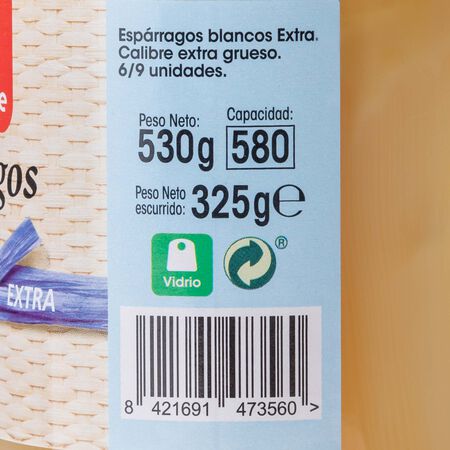 Espárragos blancos Extra.
Calibre extra grueso.
6/9 unidades.
Peso Neto: Capacidad:
530g 580
Peso Neto
escurrido: 325g℮
Vidrio ®
EXTRA
8 421691 473560 >